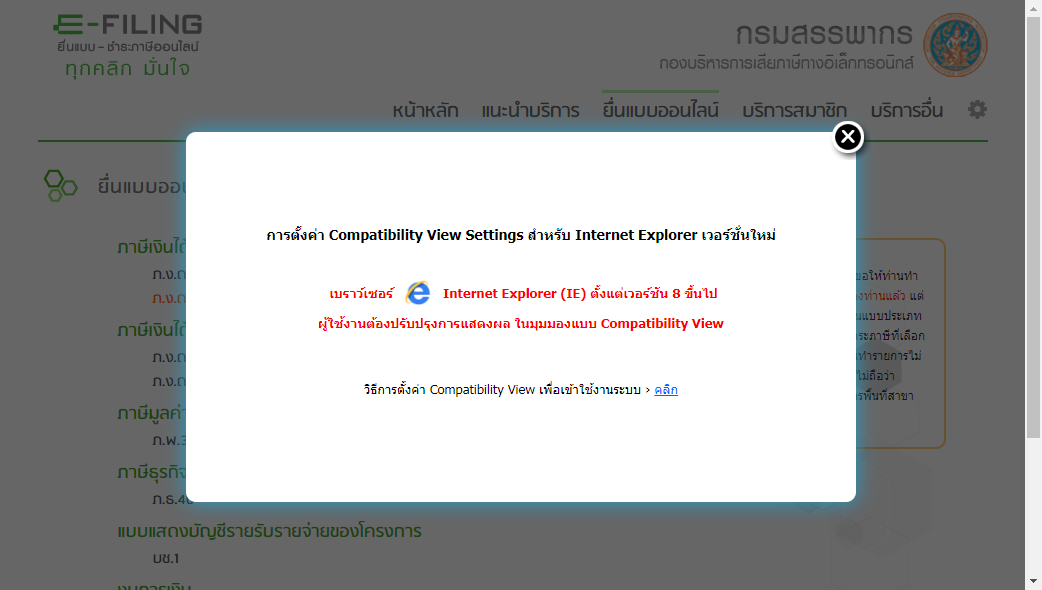 E-FILING
ยื่นแบบ - ชำระภาษีออนไลน์
ทุกคลิก มั่นใจ
กรมสรรพากร
กองบริหารการเสียภาษีทางอิเล็กทรอนิกส์
หน้าหลัก แนะนำบริการ ยื่นแบบออนไลน์ บริการสมาชิก บริการอื่น
ยื่นแบบออ
การตั้งค่า Compatibility View Settings สำหรับ Internet Explorer เวอร์ชั่นใหม่
เบราว์เซอร์ Internet Explorer (IE) ตั้งแต่เวอร์ชัน 8 ขึ้นไป
ผู้ใช้งานต้องปรับปรุงการแสดงผล ในมุมมองแบบ Compatibility View
วิธีการตั้งค่า Compatibility View เพื่อเข้าใช้งานระบบ > คลิก
ภาษีเงินได้
ภ.ง.ด
ภ.ง.ด
ภาษีเงินได้
ภ.ง.ด
ภ.ง.ด
ภาษีมูลค่า
ภ.พ.3
ภาษีธุรกิจ
ภ.ธ.40
แบบแสดงบัญชีรายรับรายจ่ายของโครงการ
บช.1
งบการเงิน
ขอให้ท่านทำ
งท่านแล้ว แต่
นแบบประเภท
ระภาษีที่เลือก
ทำรายการไม่
ไม่ถือว่า
รพื้นที่สาขา